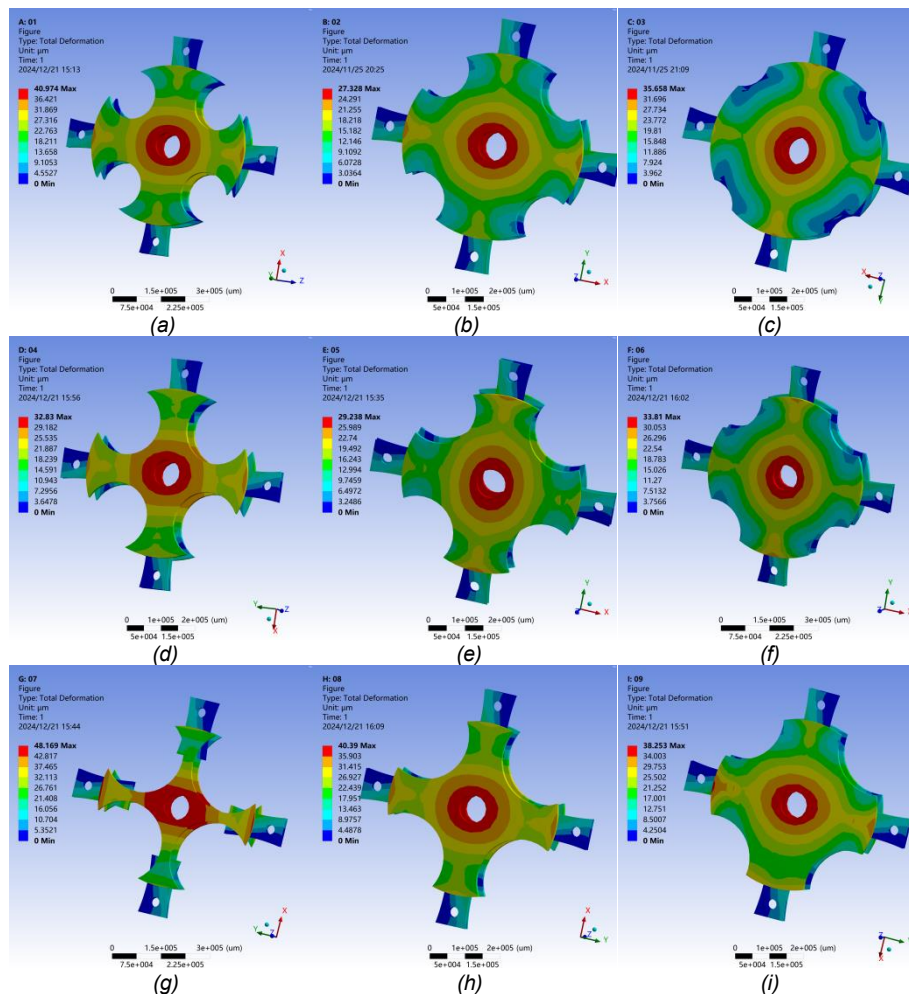 A: 01
Figure
Type: Total Deformation
Unit: µm
Time: 1
2024/12/21 15:13
40.974 Max
36.421
31.869
27.316
22.763
18.211
13.658
9.1053
4.5527
0 Min
X
Y
Z
0 1.5e+005 3e+005 (um)
7.5e+004 2.25e+005
(a)
B: 02
Figure
Type: Total Deformation
Unit: µm
Time: 1
2024/11/25 20:25
27.328 Max
24.291
21.255
18.218
15.182
12.146
9.1092
6.0728
3.0364
0 Min
Y
Z
X
0 1e+005 2e+005 (um)
5e+004 1.5e+005
(b)
C: 03
Figure
Type: Total Deformation
Unit: µm
Time: 1
2024/11/25 21:09
35.658 Max
31.696
27.734
23.772
19.81
15.848
11.886
7.924
3.962
0 Min
X
Z
0 1e+005 2e+005 (um)
5e+004 1.5e+005
(c)
D: 04
Figure
Type: Total Deformation
Unit: µm
Time: 1
2024/12/21 15:56
32.83 Max
29.182
25.535
21.887
18.239
14.591
10.943
7.2956
3.6478
0 Min
Y
Z
X
0 1e+005 2e+005 (um)
5e+004 1.5e+005
(d)
E: 05
Figure
Type: Total Deformation
Unit: µm
Time: 1
2024/12/21 15:35
29.238 Max
25.989
22.74
19.492
16.243
12.994
9.7459
6.4972
3.2486
0 Min
Y
Z
X
0 1e+005 2e+005 (um)
5e+004 1.5e+005
(e)
F: 06
Figure
Type: Total Deformation
Unit: µm
Time: 1
2024/12/21 16:02
33.81 Max
30.053
26.296
22.54
18.783
15.026
11.27
7.5132
3.7566
0 Min
Y
Z
X
0 1.5e+005 3e+005 (um)
7.5e+004 2.25e+005
(f)
G: 07
Figure
Type: Total Deformation
Unit: µm
Time: 1
2024/12/21 15:44
48.169 Max
42.817
37.465
32.113
26.761
21.408
16.056
10.704
5.3521
0 Min
X
Y
Z
0 1.5e+005 3e+005 (um)
7.5e+004 2.25e+005
(g)
H: 08
Figure
Type: Total Deformation
Unit: µm
Time: 1
2024/12/21 16:09
40.39 Max
35.903
31.415
26.927
22.439
17.951
13.463
8.9757
4.4878
0 Min
X
Z
Y
0 1e+005 2e+005 (um)
5e+004 1.5e+005
(h)
I: 09
Figure
Type: Total Deformation
Unit: µm
Time: 1
2024/12/21 15:51
38.253 Max
34.003
29.753
25.502
21.252
17.001
12.751
8.5007
4.2504
0 Min
Z
Y
X
0 1e+005 2e+005 (um)
5e+004 1.5e+005
(i)